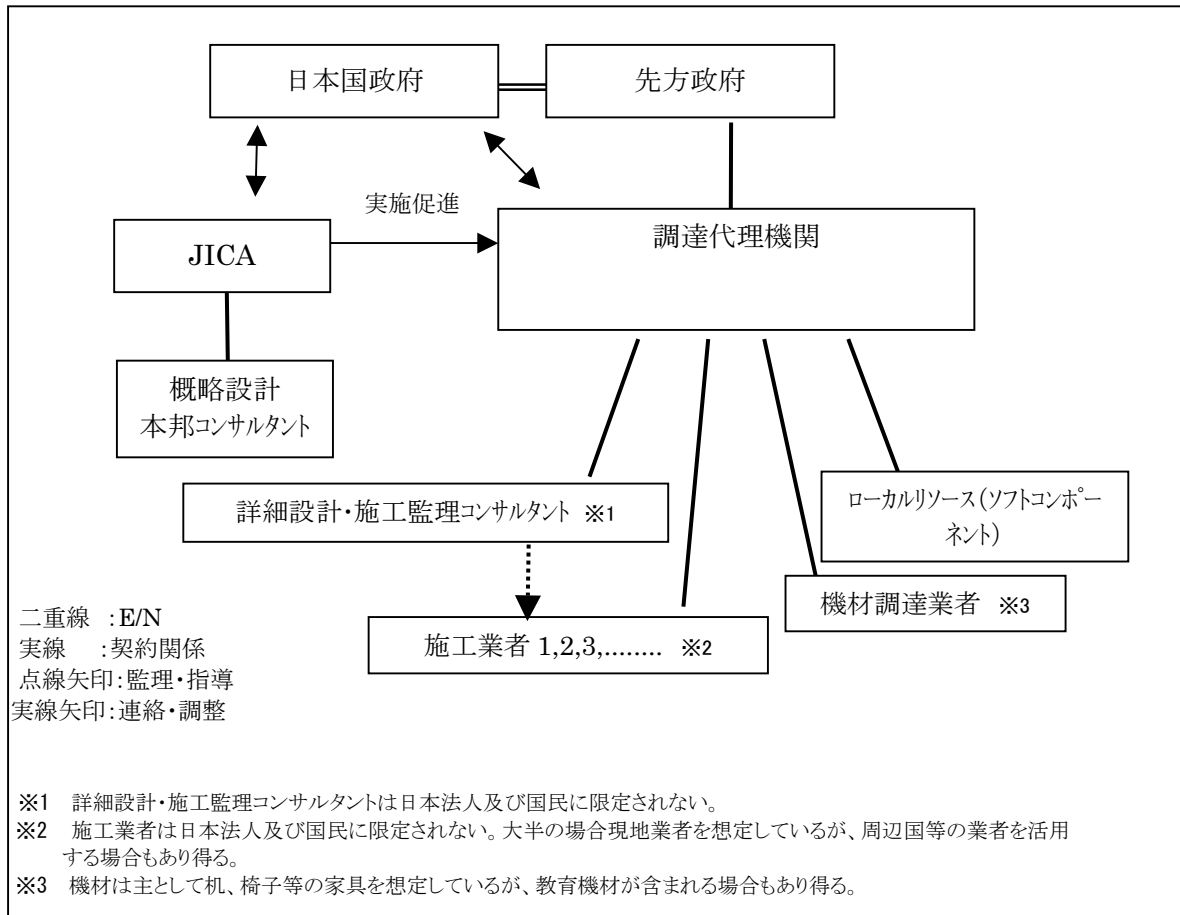 日本国政府
先方政府
実施促進
JICA
調達代理機関
概略設計
本邦コンサルタント
詳細設計・施工監理コンサルタント ※1
ローカルリソース(ソフトコンポー
ネント)
機材調達業者 ※3
施工業者 1,2,3,........ ※2
二重線 :E/N
実線 :契約関係
点線矢印:監理・指導
実線矢印:連絡・調整
※1 詳細設計・施工監理コンサルタントは日本法人及び国民に限定されない。
※2 施工業者は日本法人及び国民に限定されない。大半の場合現地業者を想定しているが、周辺国等の業者を活用
する場合もあり得る。
※3 機材は主として机、椅子等の家具を想定しているが、教育機材が含まれる場合もあり得る。